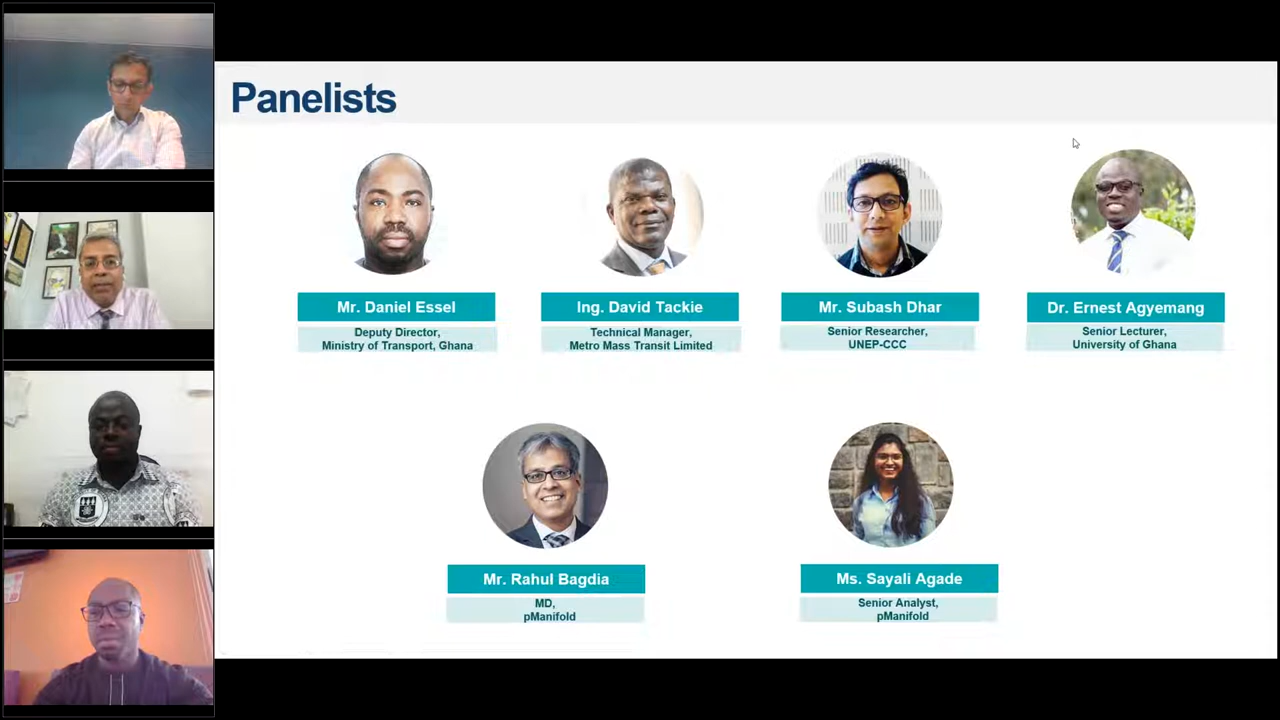 Panelists
Mr. Daniel Essel
Deputy Director,
Ministry of Transport, Ghana
Ing. David Tackie
Technical Manager,
Metro Mass Transit Limited
Mr. Subash Dhar
Senior Researcher,
UNEP-CCC
Dr. Ernest Agyemang
Senior Lecturer,
University of Ghana
Mr. Rahul Bagdia
MD,
pManifold
Ms. Sayali Agade
Senior Analyst,
pManifold